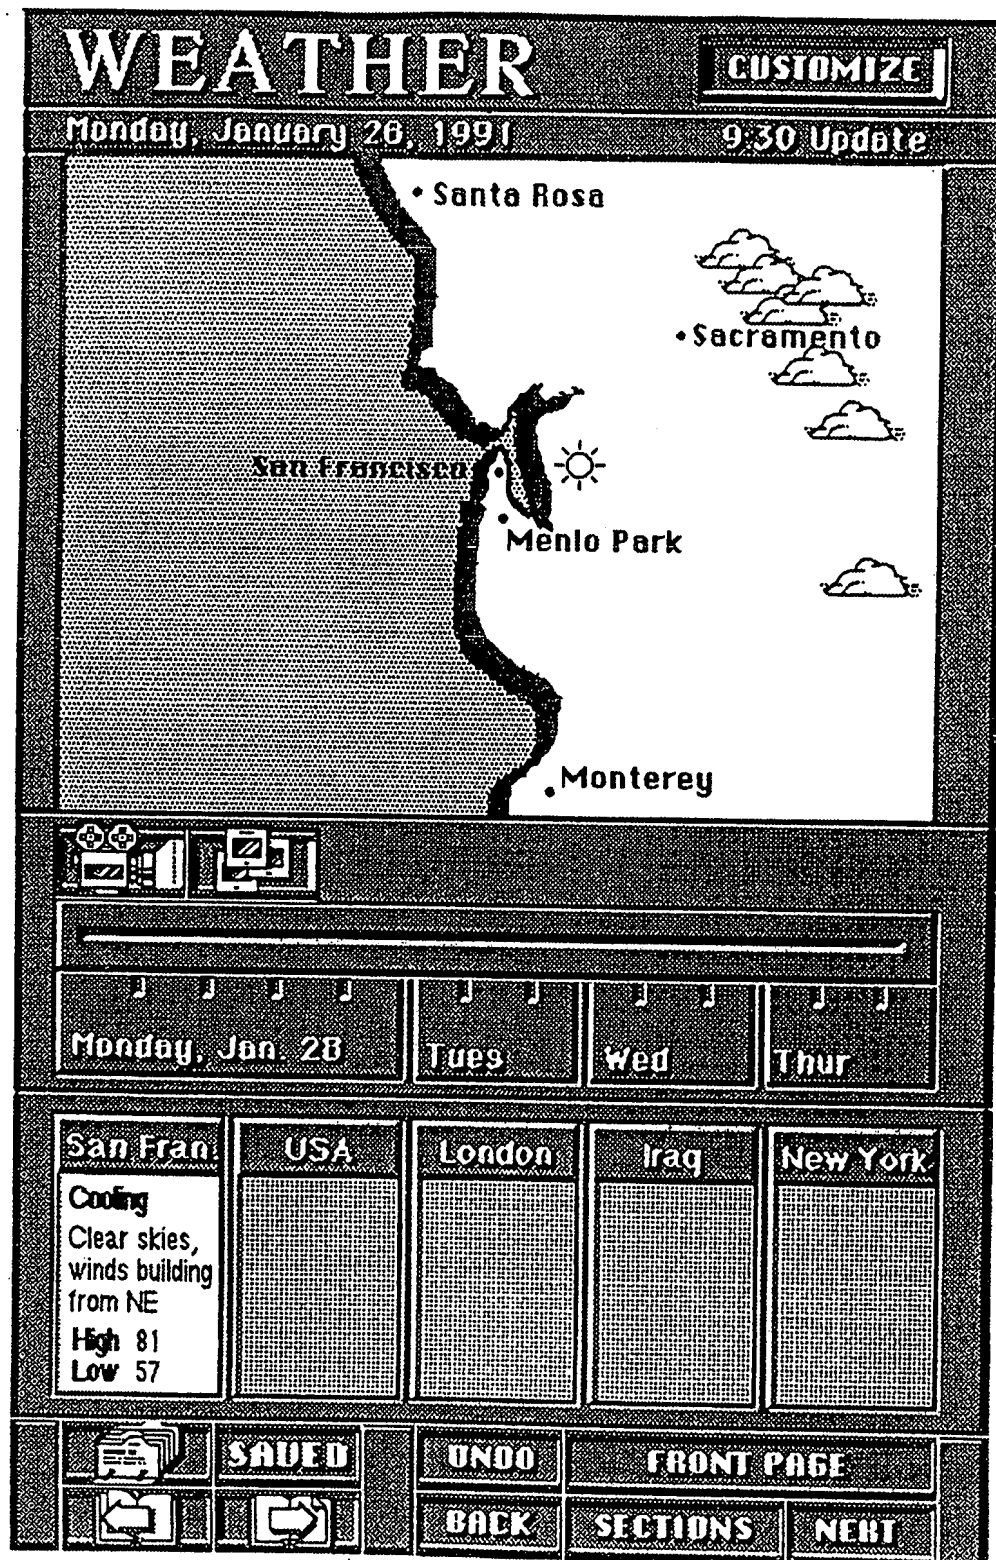 WEATHER
CUSTOMIZE
Monday, January 28, 1991
9:30 Update
Santa Rosa
Sacramento
San Francisco
Menlo Park
Monterey
Monday, Jan. 28
Tues
Wed
Thur
San Fran.
USA
London
Iraq
New York
Cooling
Clear skies,
winds building
from NE
High 81
Low 57
SAVED
UNDO
FRONT PAGE
BACK
SECTIONS
NEXT